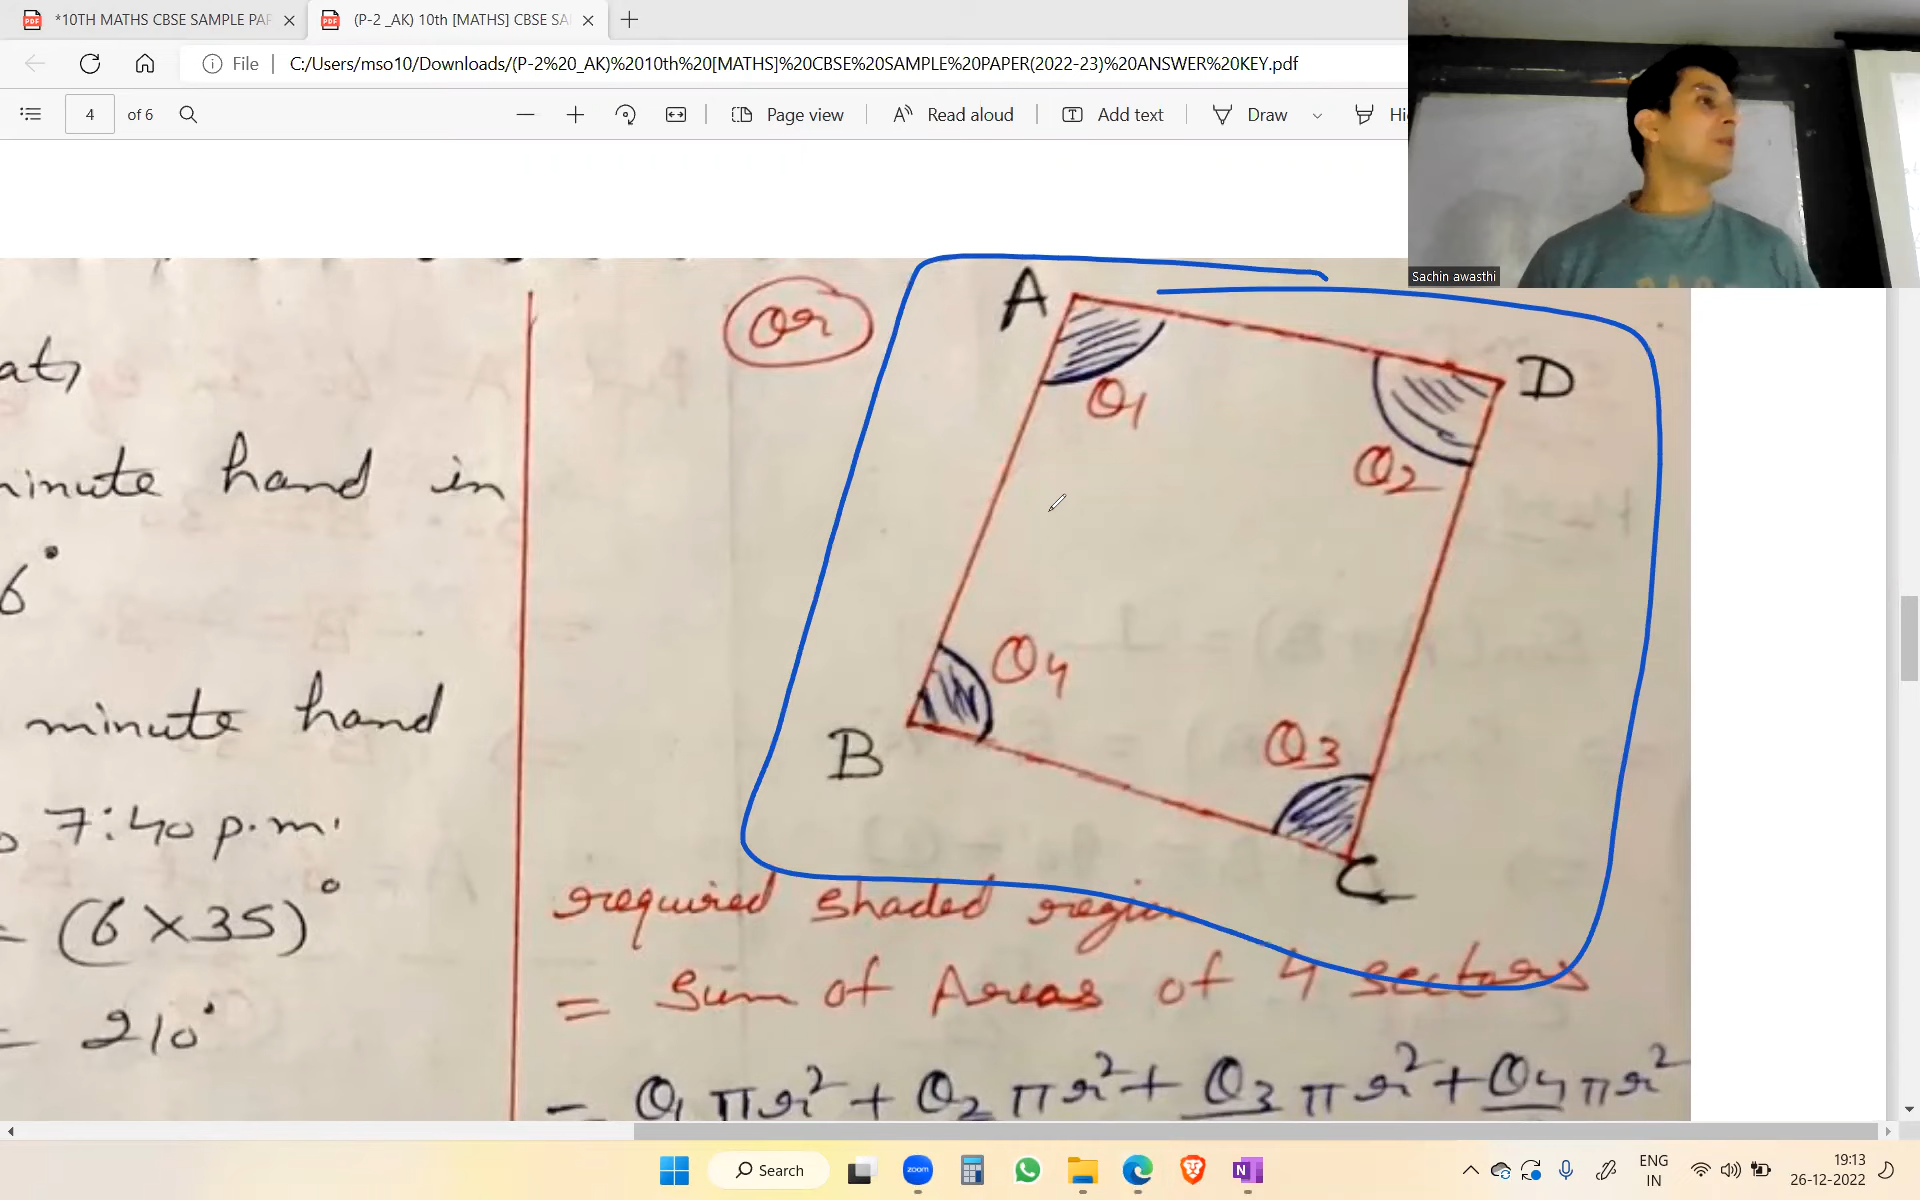 *10TH MATHS CBSE SAMPLE PAP
(P-2 _AK) 10th [MATHS] CBSE SA
File
C:/Users/mso10/Downloads/(P-2%20_AK)%2010th%20[MATHS]%20CBSE%20SAMPLE%20PAPER(2022-23)%20ANSWER%20KEY.pdf
4 of 6
Page view
Read aloud
Add text
Draw
Hi
Sachin awasthi
or
A
D
θ1
θ2
θ4
θ3
B
C
minute hand in
6°
minute hand
7:40 p.m.
= (6×35)°
= 210°
required shaded region
= Sum of Areas of 4 sectors
= θ1 πr² + θ2 πr² + θ3 πr² + θ4 πr²
Search
zoom
ENG
IN
19:13
26-12-2022